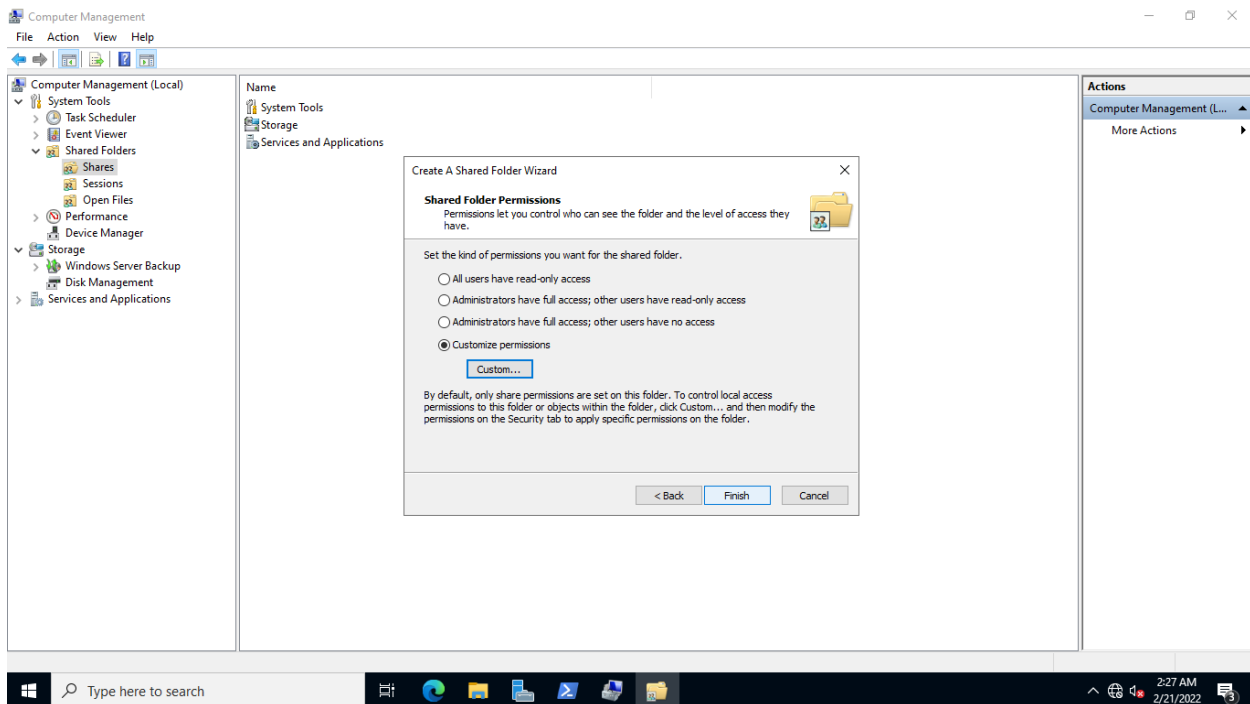 Computer Management
File Action View Help
Computer Management (Local)
System Tools
Task Scheduler
Event Viewer
Shared Folders
Shares
Sessions
Open Files
Performance
Device Manager
Storage
Windows Server Backup
Disk Management
Services and Applications
Name
System Tools
Storage
Services and Applications
Create A Shared Folder Wizard
Shared Folder Permissions
Permissions let you control who can see the folder and the level of access they
have.
Set the kind of permissions you want for the shared folder.
All users have read-only access
Administrators have full access; other users have read-only access
Administrators have full access; other users have no access
Customize permissions
Custom...
By default, only share permissions are set on this folder. To control local access
permissions to this folder or objects within the folder, click Custom... and then modify the
permissions on the Security tab to apply specific permissions on the folder.
< Back Finish Cancel
Actions
Computer Management (L...
More Actions
Type here to search
2:27 AM
2/21/2022
3